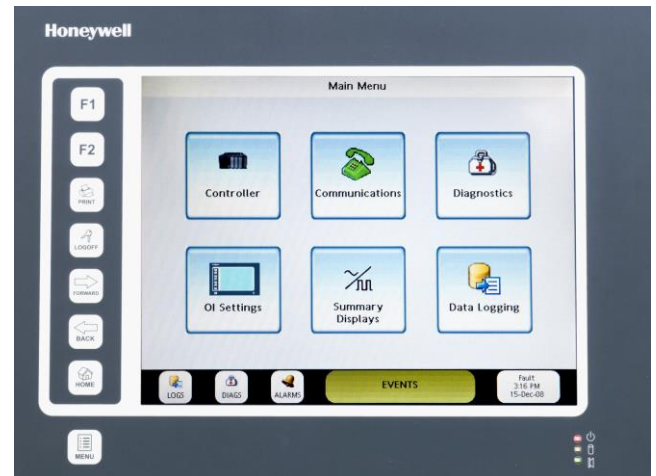 Honeywell
Main Menu
F1
F2
PRINT
LOGOFF
FORWARD
BACK
HOME
MENU
Controller
Communications
Diagnostics
OI Settings
Summary
Displays
Data Logging
LOGS
DIAGS
ALARMS
EVENTS
Fault
3:16 PM
15-Dec-08